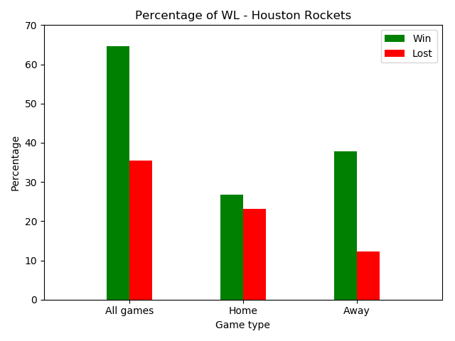 Percentage of WL - Houston Rockets
Win
Lost
Percentage
70
60
50
40
30
20
10
0
All games Home Away
Game type